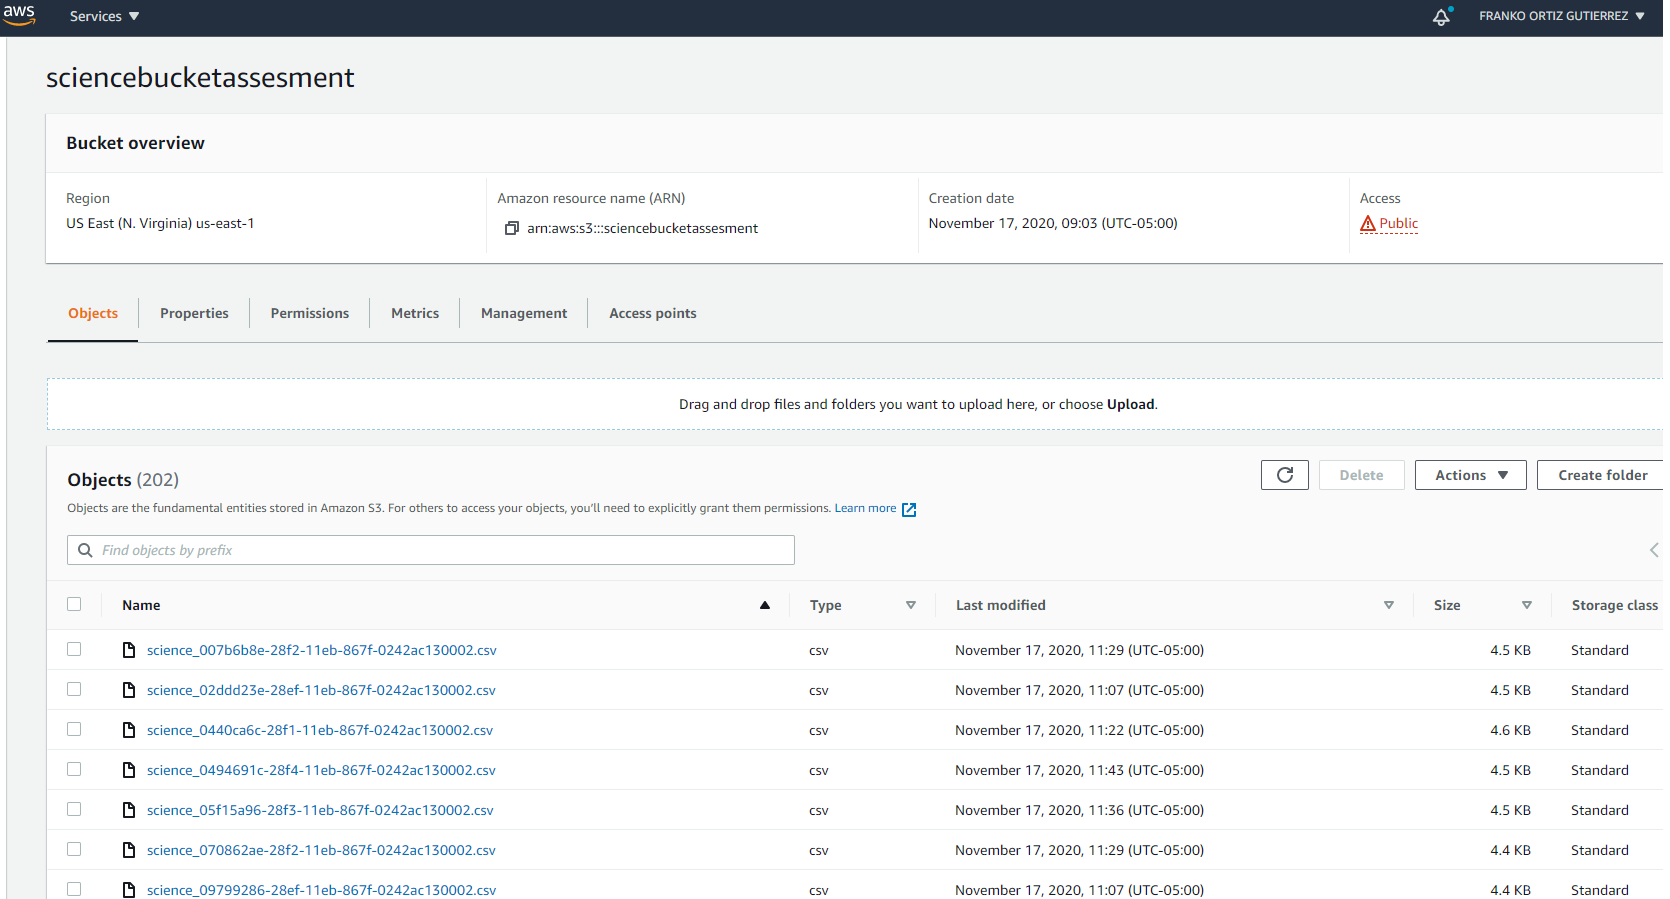 aws Services FRANKO ORTIZ GUTIERREZ
sciencebucketassesment
Bucket overview
Region Amazon resource name (ARN) Creation date Access
US East (N. Virginia) us-east-1 arn:aws:s3:::sciencebucketassesment November 17, 2020, 09:03 (UTC-05:00) Public
Objects Properties Permissions Metrics Management Access points
Drag and drop files and folders you want to upload here, or choose Upload.
Objects (202) Delete Actions Create folder
Objects are the fundamental entities stored in Amazon S3. For others to access your objects, you'll need to explicitly grant them permissions. Learn more
Find objects by prefix
Name Type Last modified Size Storage class
science_007b6b8e-28f2-11eb-867f-0242ac130002.csv csv November 17, 2020, 11:29 (UTC-05:00) 4.5 KB Standard
science_02ddd23e-28ef-11eb-867f-0242ac130002.csv csv November 17, 2020, 11:07 (UTC-05:00) 4.5 KB Standard
science_0440ca6c-28f1-11eb-867f-0242ac130002.csv csv November 17, 2020, 11:22 (UTC-05:00) 4.6 KB Standard
science_0494691c-28f4-11eb-867f-0242ac130002.csv csv November 17, 2020, 11:43 (UTC-05:00) 4.5 KB Standard
science_05f15a96-28f3-11eb-867f-0242ac130002.csv csv November 17, 2020, 11:36 (UTC-05:00) 4.5 KB Standard
science_070862ae-28f2-11eb-867f-0242ac130002.csv csv November 17, 2020, 11:29 (UTC-05:00) 4.4 KB Standard
science_09799286-28ef-11eb-867f-0242ac130002.csv csv November 17, 2020, 11:07 (UTC-05:00) 4.4 KB Standard